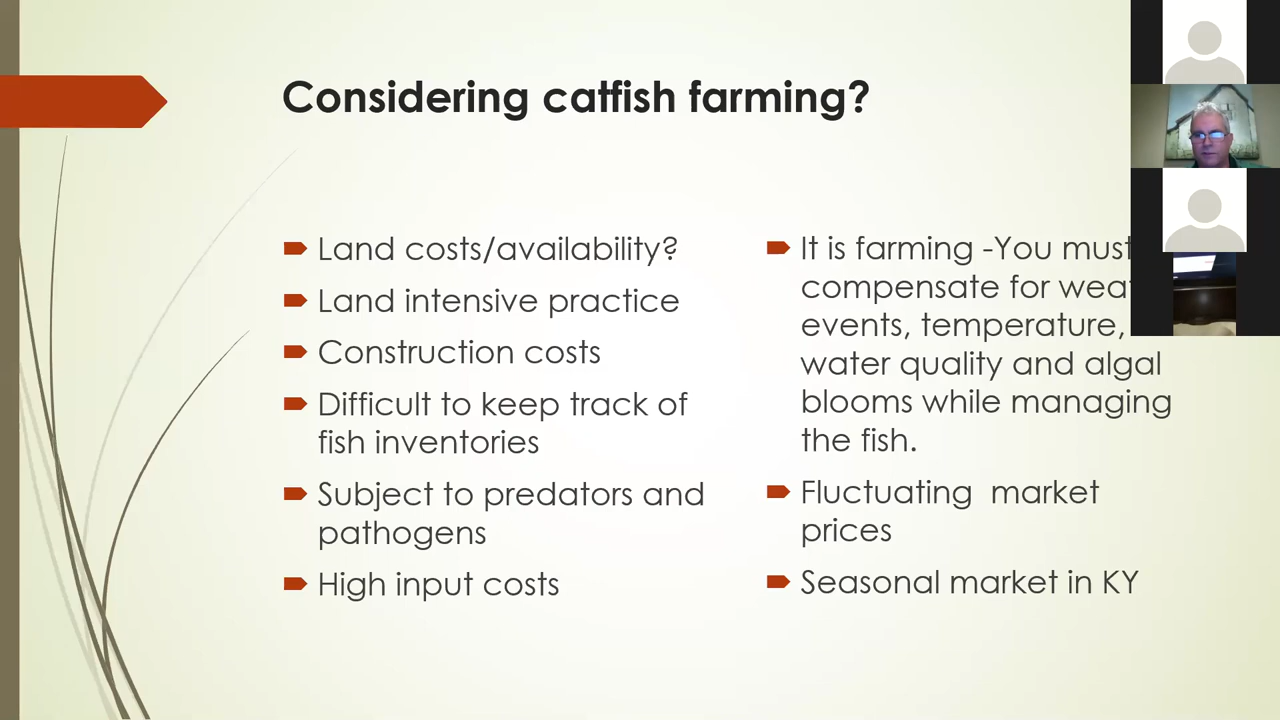 Considering catfish farming?
Land costs/availability?
Land intensive practice
Construction costs
Difficult to keep track of
fish inventories
Subject to predators and
pathogens
High input costs
It is farming -You must
compensate for
events, temperature,
water quality and algal
blooms while managing
the fish.
Fluctuating  market
prices
Seasonal market in KY